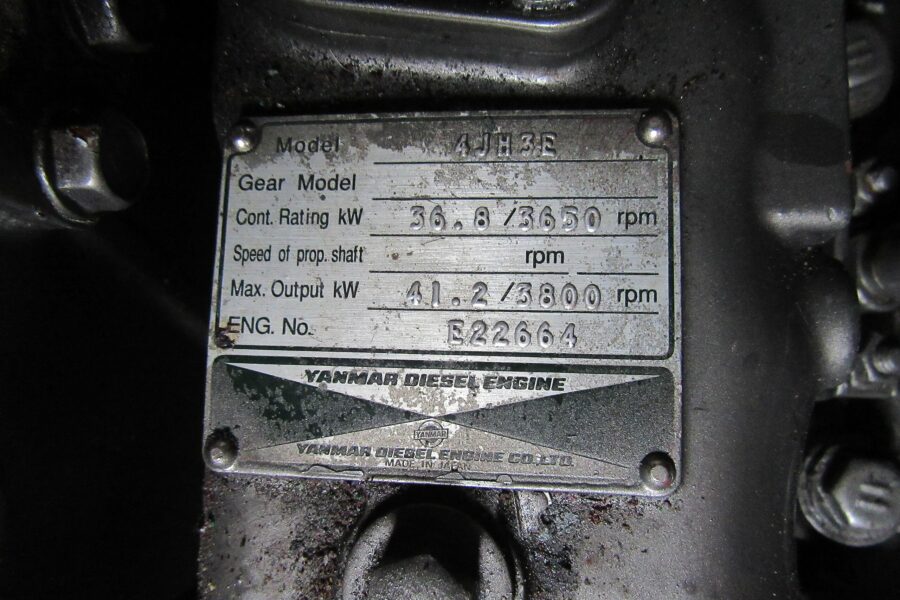 Model 4JH3E
Gear Model
Cont. Rating kW 36.8/3650 rpm
Speed of prop. shaft rpm
Max. Output kW 41.2/3800 rpm
ENG. No. E22664
YANMAR DIESEL ENGINE
YANMAR
YANMAR DIESEL ENGINE CO., LTD.
MADE IN JAPAN